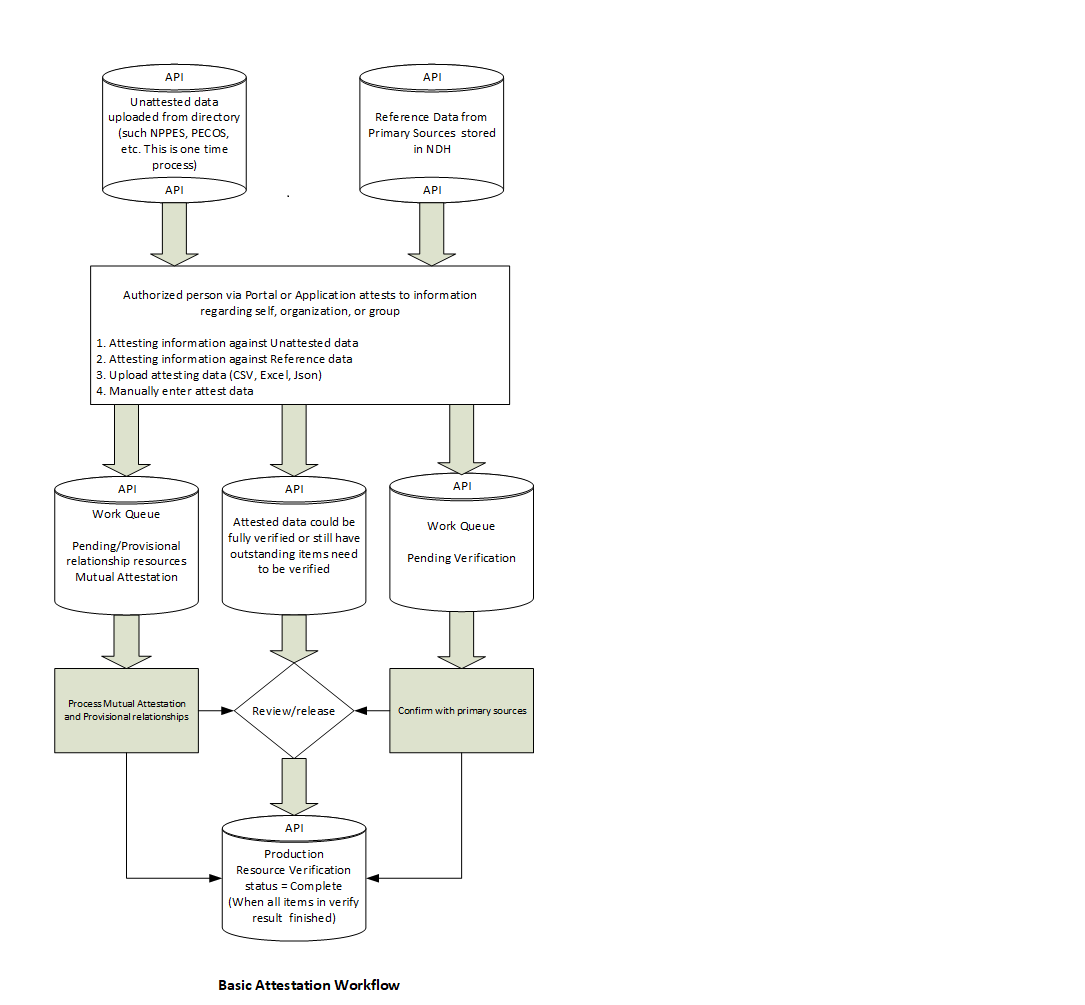 API
Unattested data
uploaded from directory
(such NPPES, PECOS,
etc. This is one time
process)
API
API
Reference Data from
Primary Sources stored
in NDH
API
Authorized person via Portal or Application attests to information
regarding self, organization, or group
1. Attesting information against Unattested data
2. Attesting information against Reference data
3. Upload attesting data (CSV, Excel, Json)
4. Manually enter attest data
API
Work Queue
Pending/Provisional
relationship resources
Mutual Attestation
API
Attested data could be
fully verified or still have
outstanding items need
to be verified
API
Work Queue
Pending Verification
Process Mutual Attestation
and Provisional relationships
Review/release
Confirm with primary sources
API
Production
Resource Verification
status = Complete
(When all items in verify
result finished)
Basic Attestation Workflow